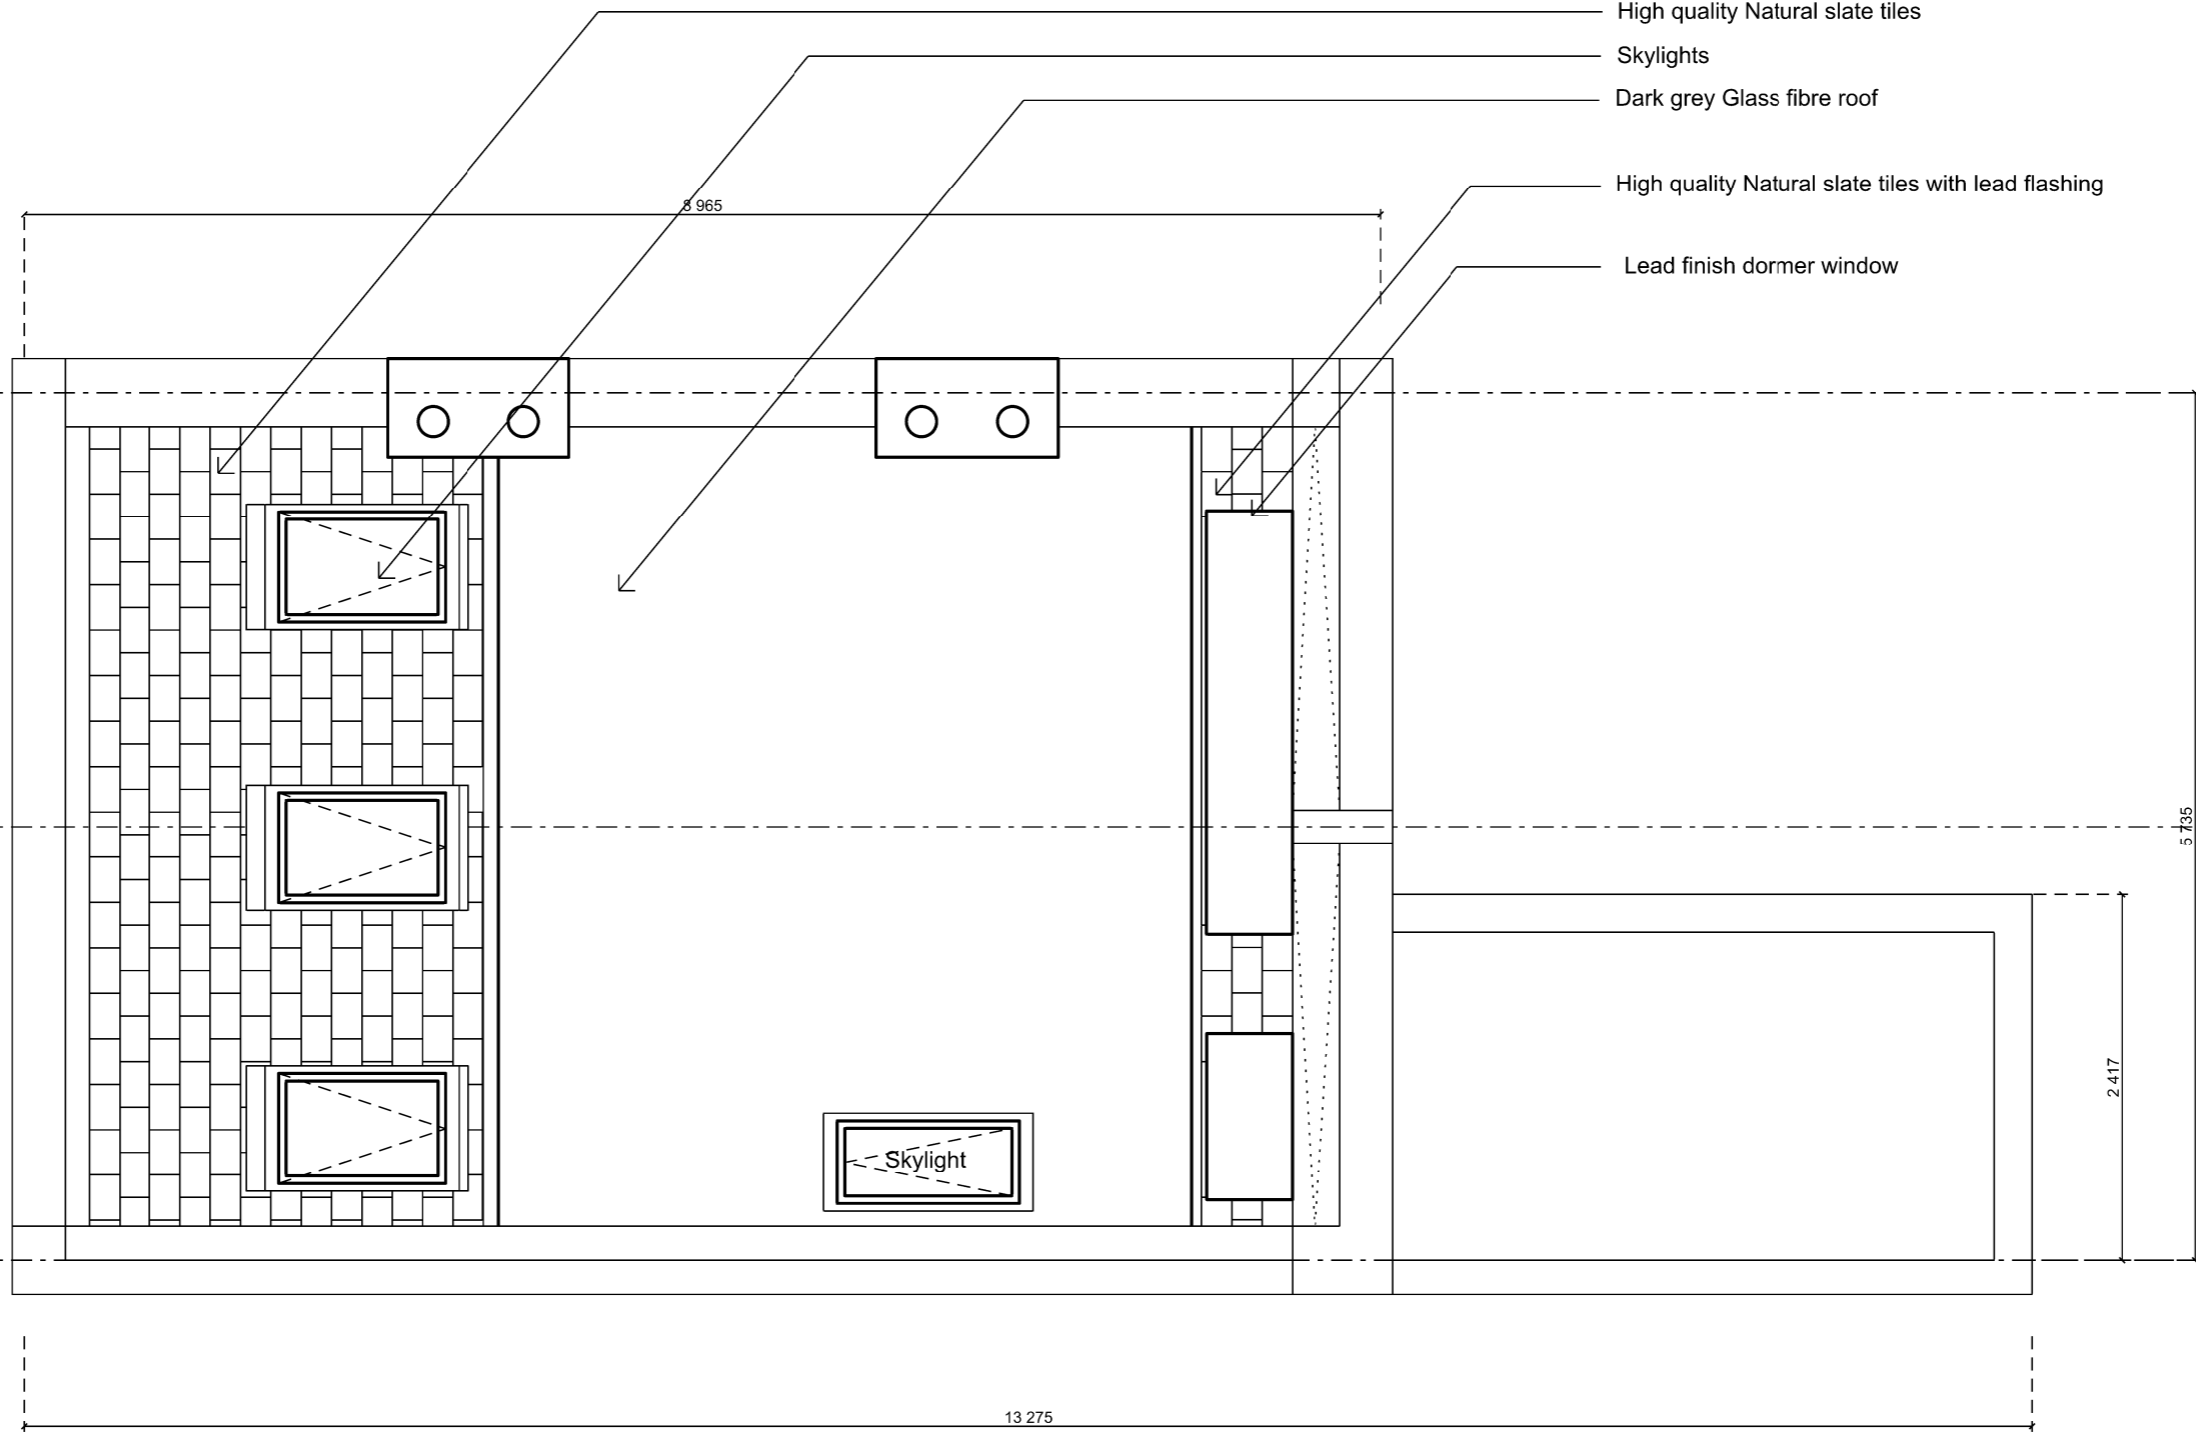 High quality Natural slate tiles
Skylights
Dark grey Glass fibre roof
High quality Natural slate tiles with lead flashing
Lead finish dormer window
8 965
5 735
2 417
Skylight
13 275